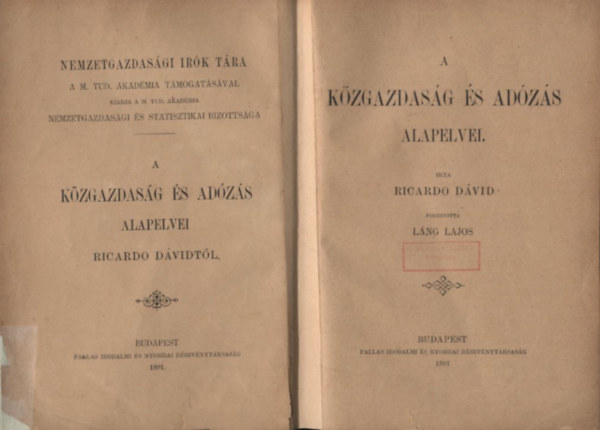 NEMZETGAZDASÁGI IRÓK TÁRA
A M. TUD. AKADÉMIA TÁMOGATÁSÁVAL
KIADJA A M. TUD. AKADÉMIA
NEMZETGAZDASÁGI ÉS STATISZTIKAI BIZOTTSÁGA
A
KÖZGAZDASÁG ÉS ADÓZÁS
ALAPELVEI
RICARDO DÁVIDTÓL.
BUDAPEST
PALLAS IRODALMI ÉS NYOMDAI RÉSZVÉNYTÁRSASÁG
1891.
A
KÖZGAZDASÁG ÉS ADÓZÁS
ALAPELVEI.
IRTA
RICARDO DÁVID
FORDITOTTA
LÁNG LAJOS
BUDAPEST
PALLAS IRODALMI ÉS NYOMDAI RÉSZVÉNYTÁRSASÁG
1891